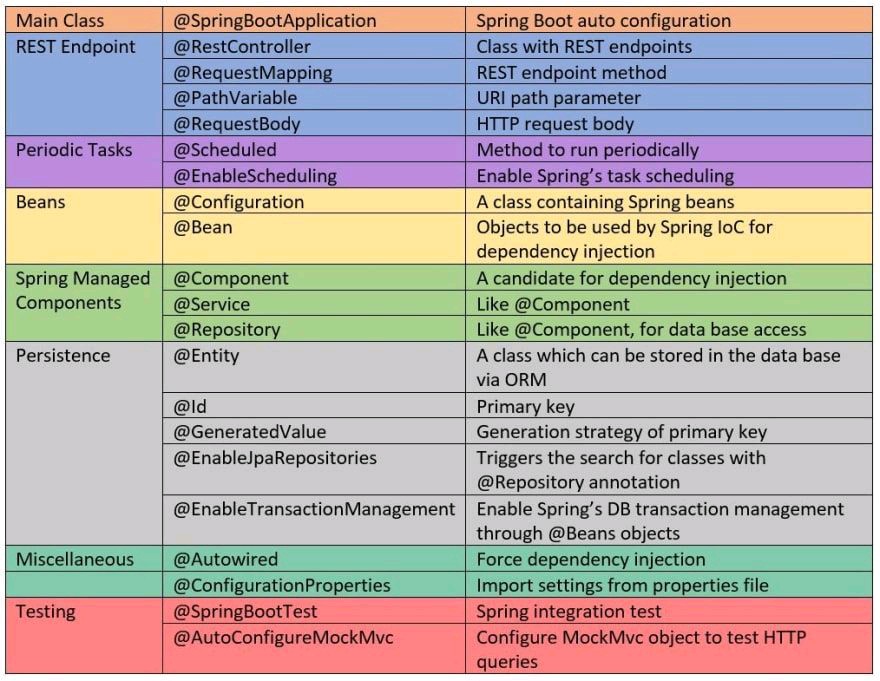 Main Class @SpringBootApplication Spring Boot auto configuration
REST Endpoint @RestController Class with REST endpoints
@RequestMapping REST endpoint method
@PathVariable URI path parameter
@RequestBody HTTP request body
Periodic Tasks @Scheduled Method to run periodically
@EnableScheduling Enable Spring’s task scheduling
Beans @Configuration A class containing Spring beans
@Bean Objects to be used by Spring IoC for
dependency injection
Spring Managed @Component A candidate for dependency injection
Components @Service Like @Component
@Repository Like @Component, for data base access
Persistence @Entity A class which can be stored in the data base
via ORM
@Id Primary key
@GeneratedValue Generation strategy of primary key
@EnableJpaRepositories Triggers the search for classes with
@Repository annotation
@EnableTransactionManagement Enable Spring’s DB transaction management
through @Beans objects
Miscellaneous @Autowired Force dependency injection
@ConfigurationProperties Import settings from properties file
Testing @SpringBootTest Spring integration test
@AutoConfigureMockMvc Configure MockMvc object to test HTTP
queries